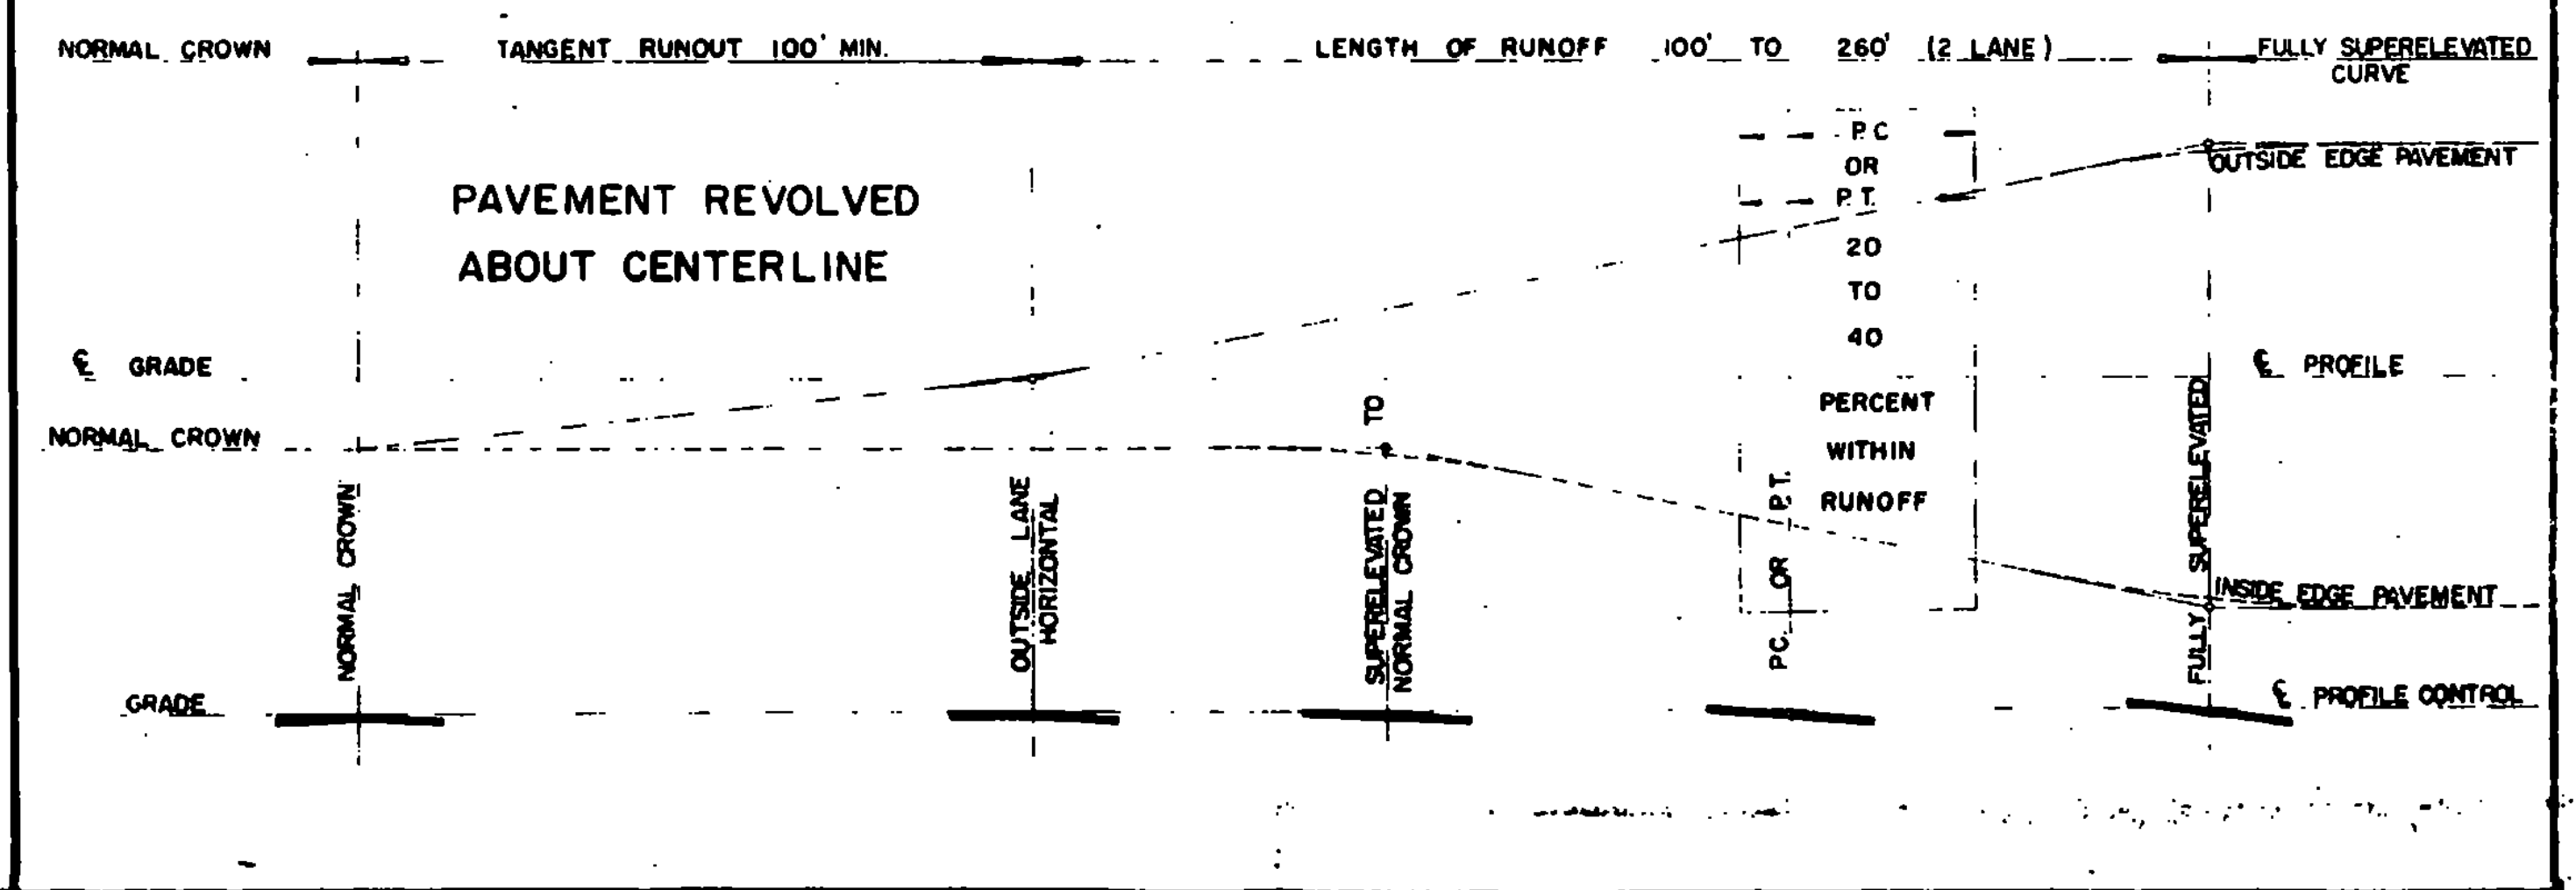 NORMAL CROWN
TANGENT RUNOUT 100' MIN.
LENGTH OF RUNOFF 100' TO 260' (2 LANE)
FULLY SUPERELEVATED
CURVE
P.C
OR
P.T.
20
TO
40
PERCENT
WITHIN
RUNOFF
OUTSIDE EDGE PAVEMENT
PAVEMENT REVOLVED
ABOUT CENTERLINE
℄ GRADE
℄ PROFILE
NORMAL CROWN
NORMAL CROWN
OUTSIDE LANE
HORIZONTAL
SUPERELEVATED TO
NORMAL CROWN
P.C. OR P.T.
FULLY SUPERELEVATED
INSIDE EDGE PAVEMENT
GRADE
℄ PROFILE CONTROL